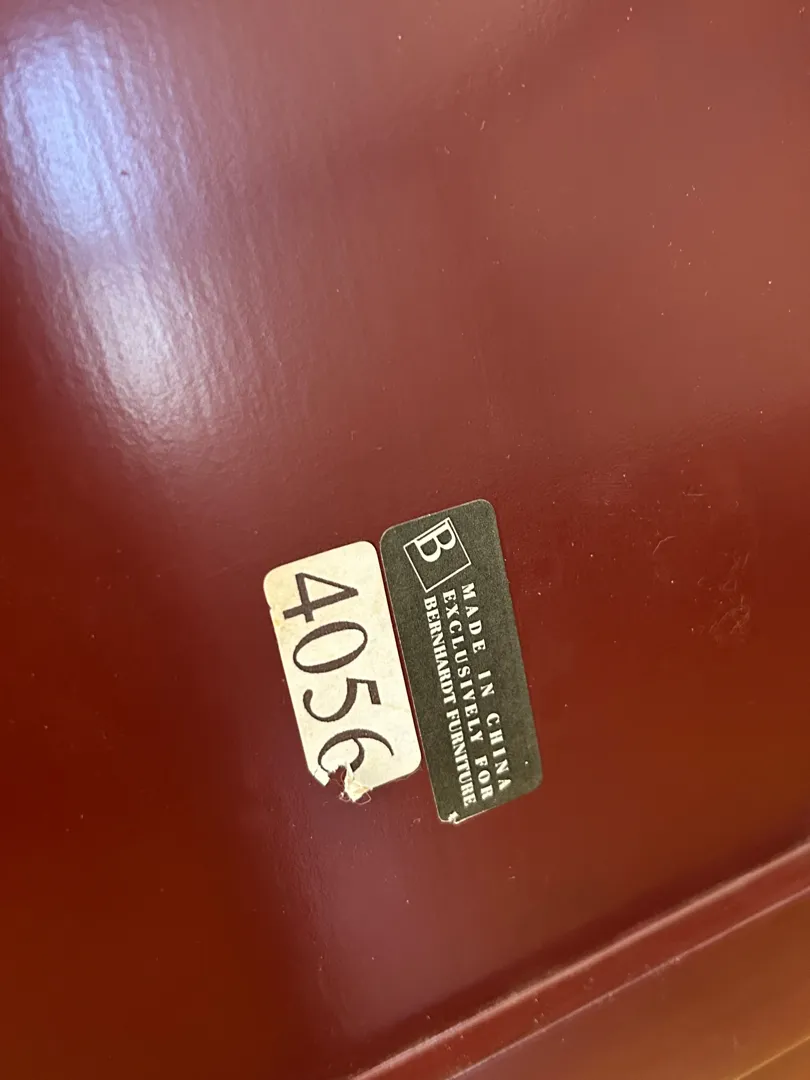 B
MADE IN CHINA
EXCLUSIVELY FOR
BERNHARDT FURNITURE
4056